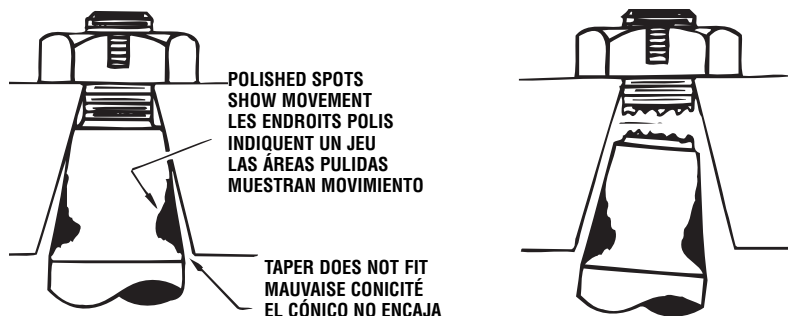 POLISHED SPOTS
SHOW MOVEMENT
LES ENDROITS POLIS
INDIQUENT UN JEU
LAS ÁREAS PULIDAS
MUESTRAN MOVIMIENTO
TAPER DOES NOT FIT
MAUVAISE CONICITÉ
EL CÓNICO NO ENCAJA